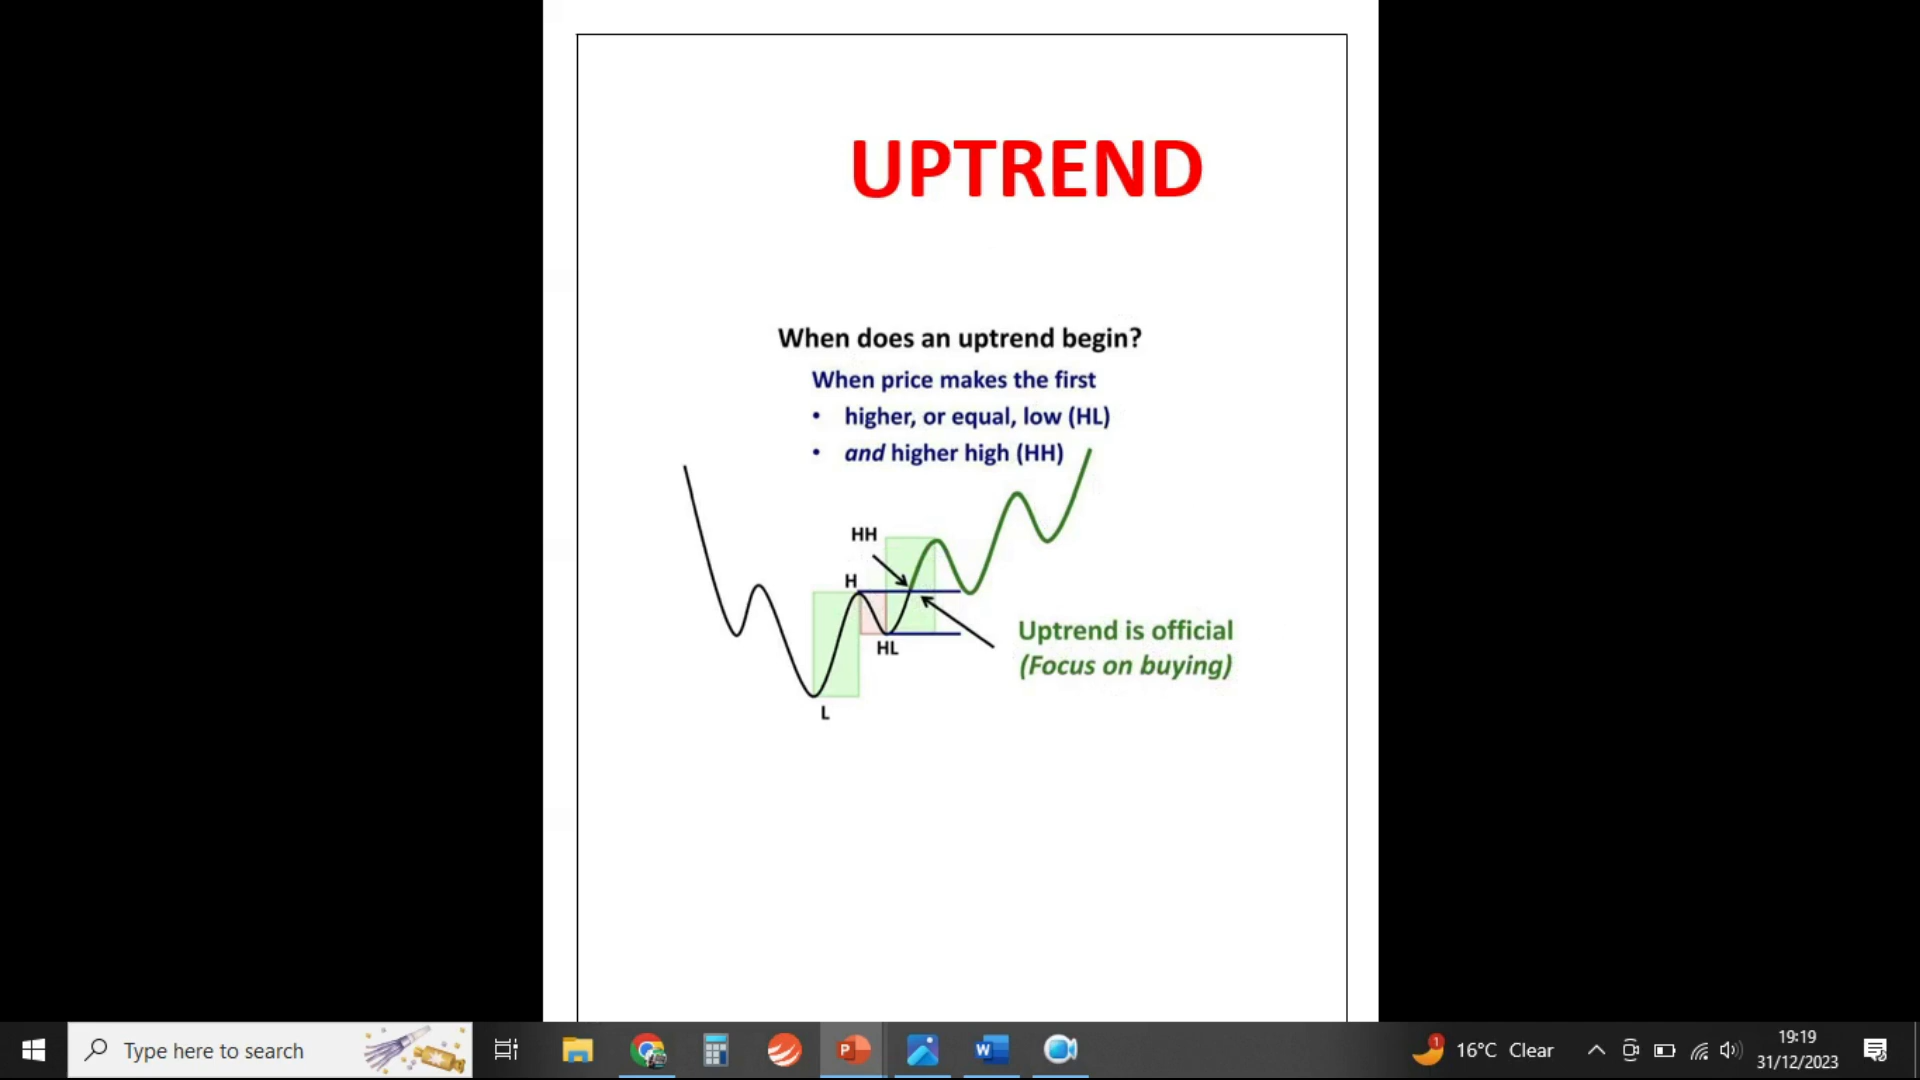 UPTREND
When does an uptrend begin?
When price makes the first
• higher, or equal, low (HL)
• and higher high (HH)
HH
H
HL
L
Uptrend is official
(Focus on buying)
Type here to search
1
16°C Clear
19:19
31/12/2023